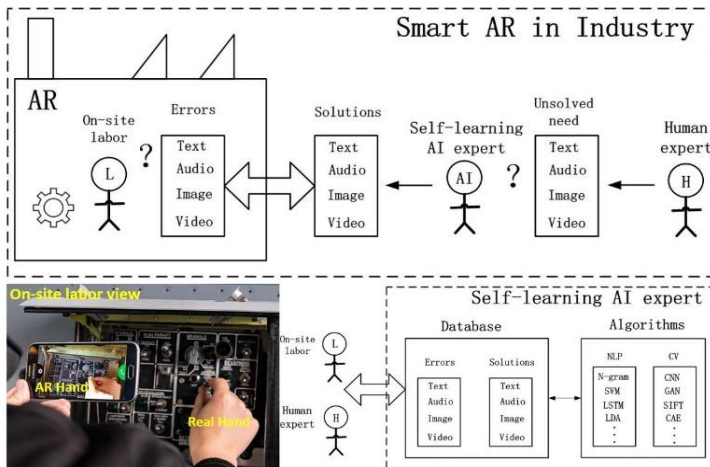 Smart AR in Industry
AR
On-site
labor
L
?
Errors
Text
Audio
Image
Video
Solutions
Text
Audio
Image
Video
Self-learning
AI expert
AI
?
Unsolved
need
Text
Audio
Image
Video
Human
expert
H
On-site labor view
AR Hand
Real Hand
On-site
labor
L
Human
expert
H
Self-learning AI expert
Database
Errors
Text
Audio
Image
Video
Solutions
Text
Audio
Image
Video
Algorithms
NLP
N-gram
SVM
LSTM
LDA
CV
CNN
GAN
SIFT
CAE